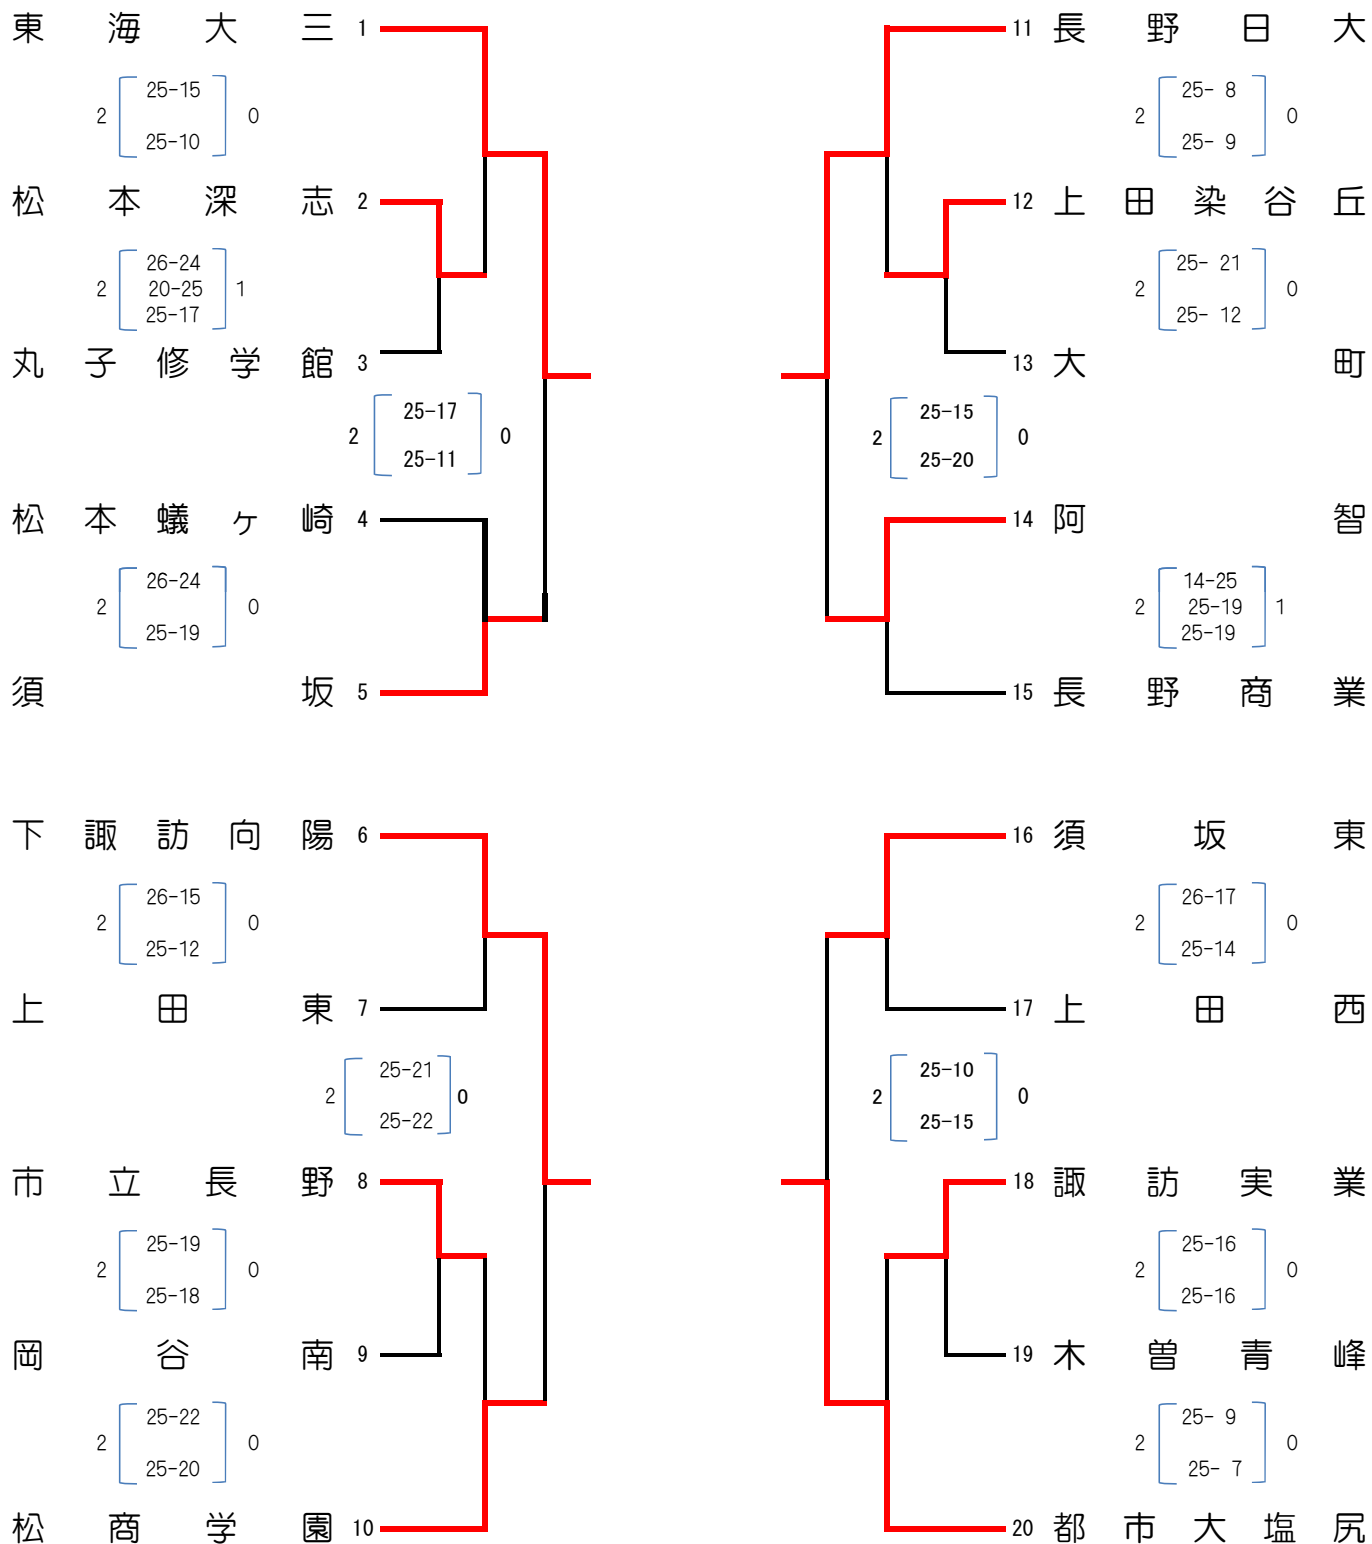 東海大三 1
25-15
2 0
25-10
松本深志 2
26-24
2 20-25 1
25-17
丸子修学館 3
25-17
2 0
25-11
松本蟻ヶ崎 4
26-24
2 0
25-19
須坂 5
下諏訪向陽 6
26-15
2 0
25-12
上田東 7
25-21
2 0
25-22
市立長野 8
25-19
2 0
25-18
岡谷南 9
25-22
2 0
25-20
松商学園 10
11 長野日大
25- 8
2 0
25- 9
12 上田染谷丘
25- 21
2 0
25- 12
13 大町
25-15
2 0
25-20
14 阿智
14-25
2 25-19 1
25-19
15 長野商業
16 須坂東
26-17
2 0
25-14
17 上田西
25-10
2 0
25-15
18 諏訪実業
25-16
2 0
25-16
19 木曽青峰
25- 9
2 0
25- 7
20 都市大塩尻